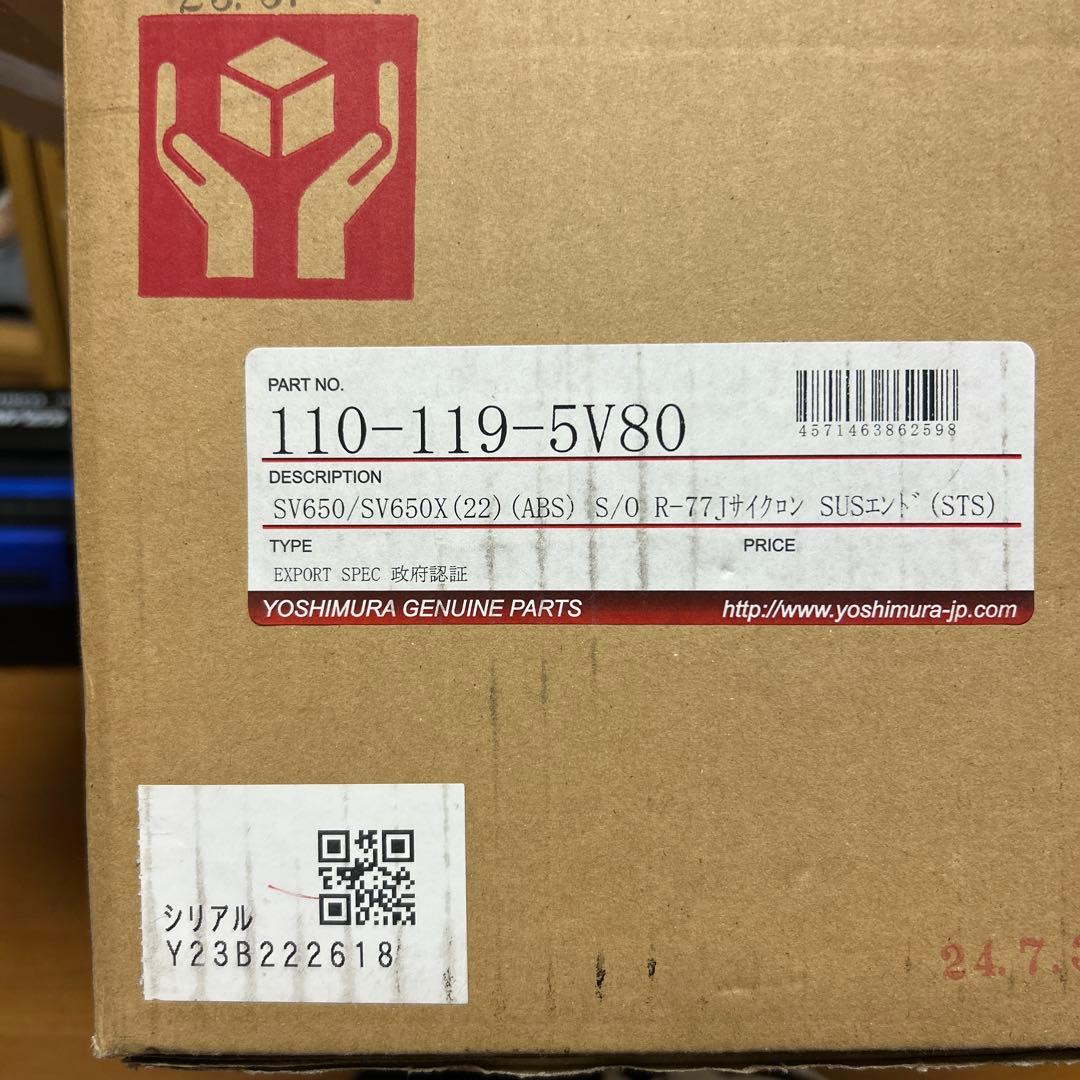 PART NO.
110-119-5V80
4571463862598
DESCRIPTION
SV650/SV650X(22)(ABS) S/O R-77Jサイクロン SUSエンド(STS)
TYPE
PRICE
EXPORT SPEC 政府認証
YOSHIMURA GENUINE PARTS
http://www.yoshimura-jp.com
シリアル
Y23B222618
24.7.